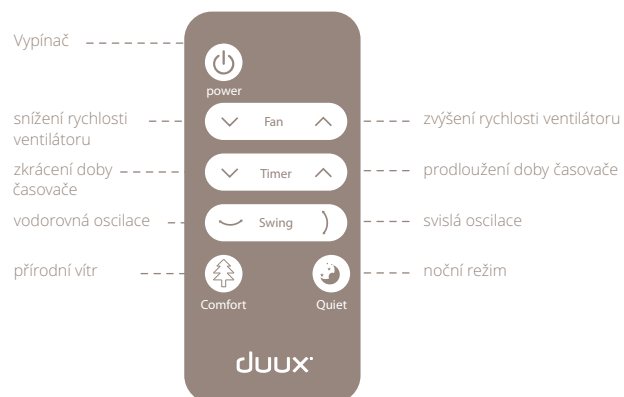 Vypínač
power
snížení rychlosti
ventilátoru
Fan
zvýšení rychlosti ventilátoru
zkrácení doby
časovače
Timer
prodloužení doby časovače
vodorovná oscilace
Swing
svislá oscilace
přírodní vítr
noční režim
Comfort
Quiet
duux